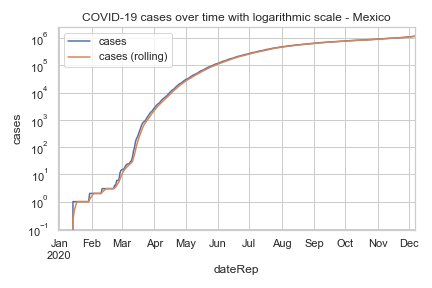 COVID-19 cases over time with logarithmic scale - Mexico
cases
cases (rolling)
10⁶
10⁵
10⁴
10³
10²
10¹
10⁰
10⁻¹
cases
Jan Feb Mar Apr May Jun Jul Aug Sep Oct Nov Dec
2020
dateRep